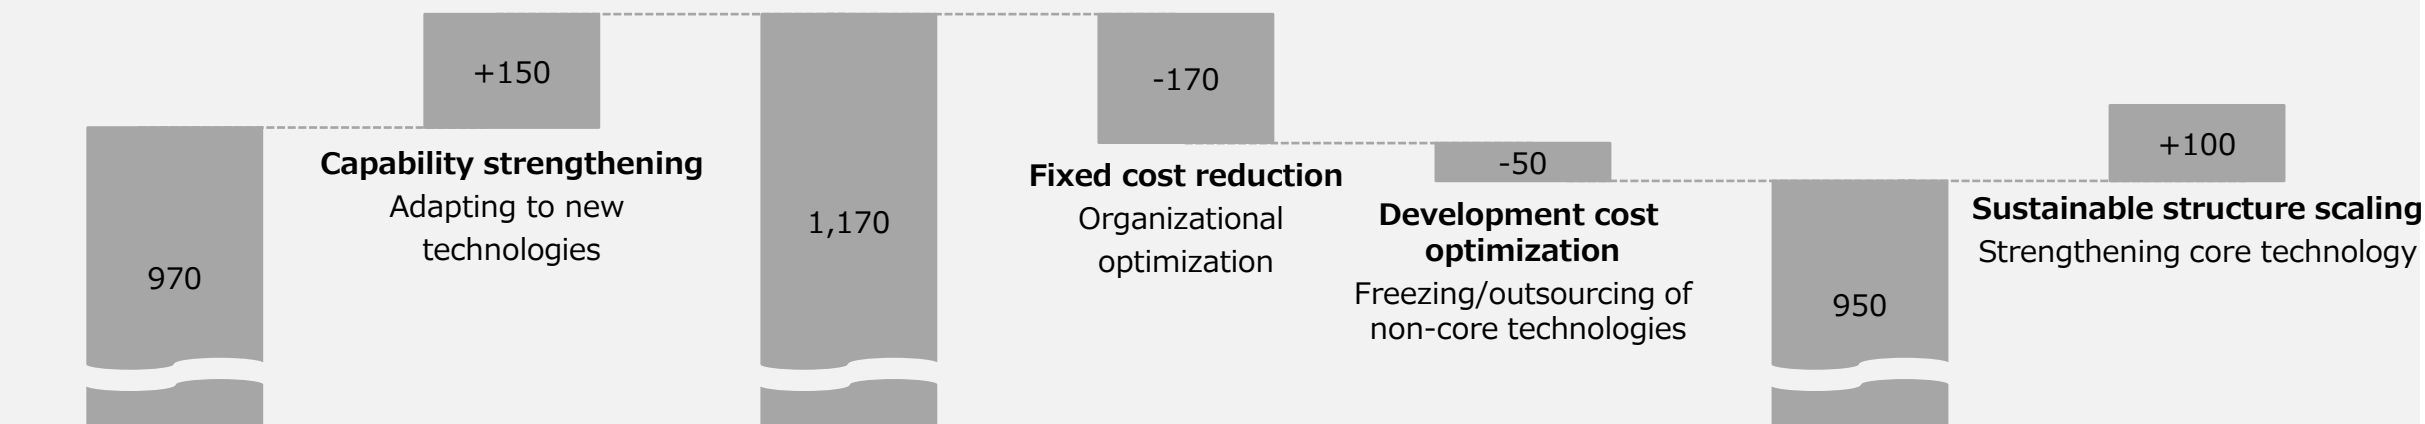 970
+150
Capability strengthening
Adapting to new
technologies
1,170
-170
Fixed cost reduction
Organizational
optimization
-50
Development cost
optimization
Freezing/outsourcing of
non-core technologies
950
+100
Sustainable structure scaling
Strengthening core technology